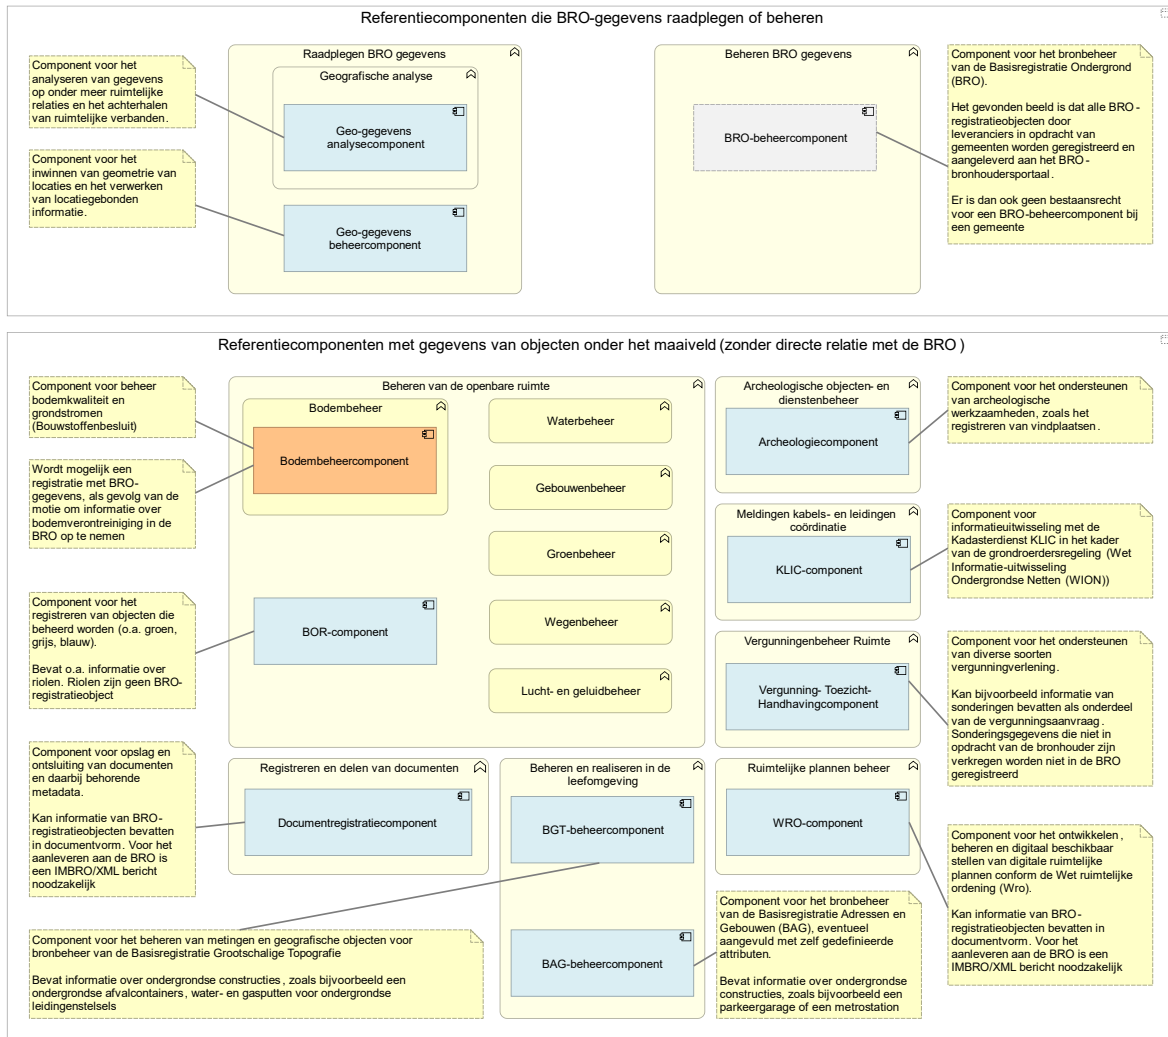 Referentiecomponenten die BRO-gegevens raadplegen of beheren
Component voor het
analyseren van gegevens
op onder meer ruimtelijke
relaties en het achterhalen
van ruimtelijke verbanden.
Component voor het
inwinnen van geometrie van
locaties en het verwerken
van locatiegebonden
informatie.
Raadplegen BRO gegevens
Geografische analyse
Geo-gegevens
analysecomponent
Geo-gegevens
beheercomponent
Beheren BRO gegevens
BRO-beheercomponent
Component voor het bronbeheer
van de Basisregistratie Ondergrond
(BRO).
Het gevonden beeld is dat alle BRO-
registratieobjecten door
leveranciers in opdracht van
gemeenten worden geregistreerd en
aangeleverd aan het BRO-
bronhoudersportaal.
Er is dan ook geen bestaansrecht
voor een BRO-beheercomponent bij
een gemeente
Referentiecomponenten met gegevens van objecten onder het maaiveld (zonder directe relatie met de BRO)
Component voor beheer
bodemkwaliteit en
grondstromen
(Bouwstoffenbesluit)
Wordt mogelijk een
registratie met BRO-
gegevens, als gevolg van de
motie om informatie over
bodemverontreiniging in de
BRO op te nemen
Component voor het
registreren van objecten die
beheerd worden (o.a. groen,
grijs, blauw).
Bevat o.a. informatie over
riolen. Riolen zijn geen BRO-
registratieobject
Beheren van de openbare ruimte
Bodembeheer
Bodembeheercomponent
BOR-component
Waterbeheer
Gebouwenbeheer
Groenbeheer
Wegenbeheer
Lucht- en geluidbeheer
Archeologische objecten- en
dienstenbeheer
Archeologiecomponent
Meldingen kabels- en leidingen
coördinatie
KLIC-component
Vergunningenbeheer Ruimte
Vergunning- Toezicht-
Handhavingcomponent
Component voor het ondersteunen
van archeologische
werkzaamheden, zoals het
registreren van vindplaatsen.
Component voor
informatieuitwisseling met de
Kadasterdienst KLIC in het kader
van de grondroerdersregeling (Wet
Informatie-uitwisseling
Ondergrondse Netten (WION))
Component voor het ondersteunen
van diverse soorten
vergunningverlening.
Kan bijvoorbeeld informatie van
sonderingen bevatten als onderdeel
van de vergunningsaanvraag.
Sonderingsgegevens die niet in
opdracht van de bronhouder zijn
verkregen worden niet in de BRO
geregistreerd
Component voor opslag en
ontsluiting van documenten
en daarbij behorende
metadata.
Kan informatie van BRO-
registratieobjecten bevatten
in documentvorm. Voor het
aanleveren aan de BRO is
een IMBRO/XML bericht
noodzakelijk
Registreren en delen van documenten
Documentregistratiecomponent
Beheren en realiseren in de
leefomgeving
BGT-beheercomponent
BAG-beheercomponent
Ruimtelijke plannen beheer
WRO-component
Component voor het ontwikkelen,
beheren en digitaal beschikbaar
stellen van digitale ruimtelijke
plannen conform de Wet ruimtelijke
ordening (Wro).
Kan informatie van BRO-
registratieobjecten bevatten in
documentvorm. Voor het
aanleveren aan de BRO is een
IMBRO/XML bericht noodzakelijk
Component voor het bronbeheer
van de Basisregistratie Adressen en
Gebouwen (BAG), eventueel
aangevuld met zelf gedefinieerde
attributen.
Bevat informatie over ondergrondse
constructies, zoals bijvoorbeeld een
parkeergarage of een metrostation
Component voor het beheren van metingen en geografische objecten voor
bronbeheer van de Basisregistratie Grootschalige Topografie
Bevat informatie over ondergrondse constructies, zoals bijvoorbeeld een
ondergrondse afvalcontainers, water- en gasputten voor ondergrondse
leidingenstelsels